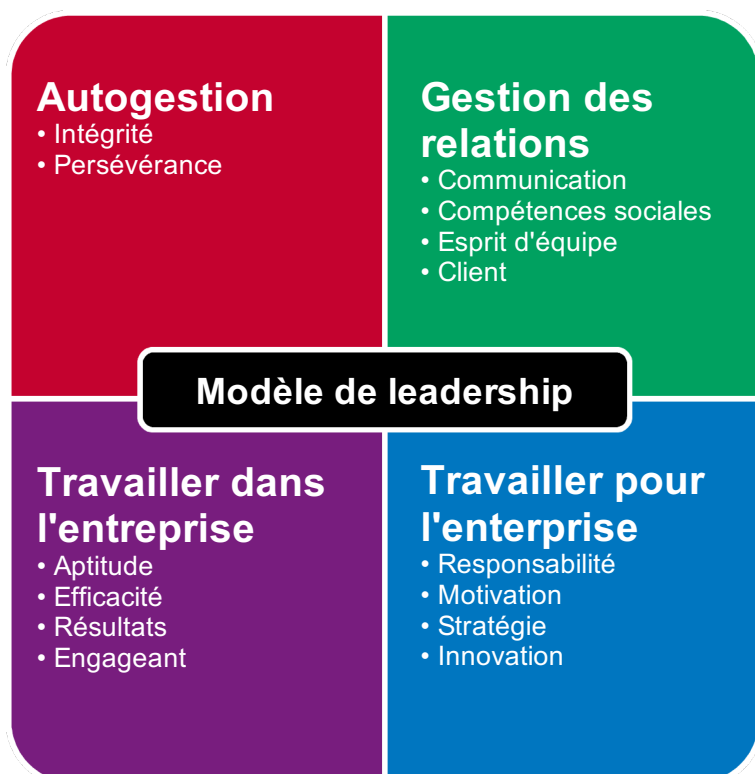 Autogestion
• Intégrité
• Persévérance
Gestion des
relations
• Communication
• Compétences sociales
• Esprit d'équipe
• Client
Modèle de leadership
Travailler dans
l'entreprise
• Aptitude
• Efficacité
• Résultats
• Engageant
Travailler pour
l'enterprise
• Responsabilité
• Motivation
• Stratégie
• Innovation